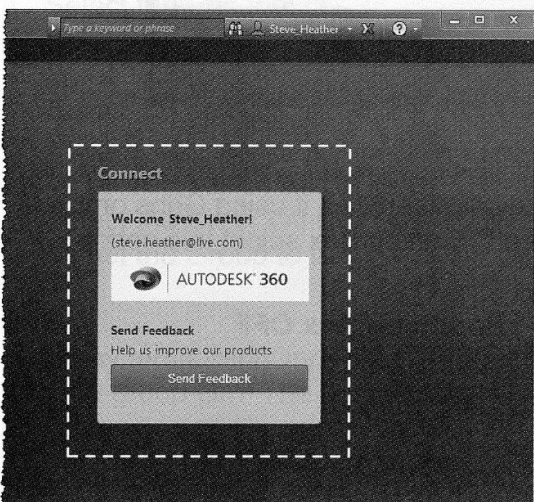 Type a keyword or phrase
Steve_Heather
Connect
Welcome Steve_Heather!
(steve.heather@live.com)
AUTODESK® 360
Send Feedback
Help us improve our products
Send Feedback